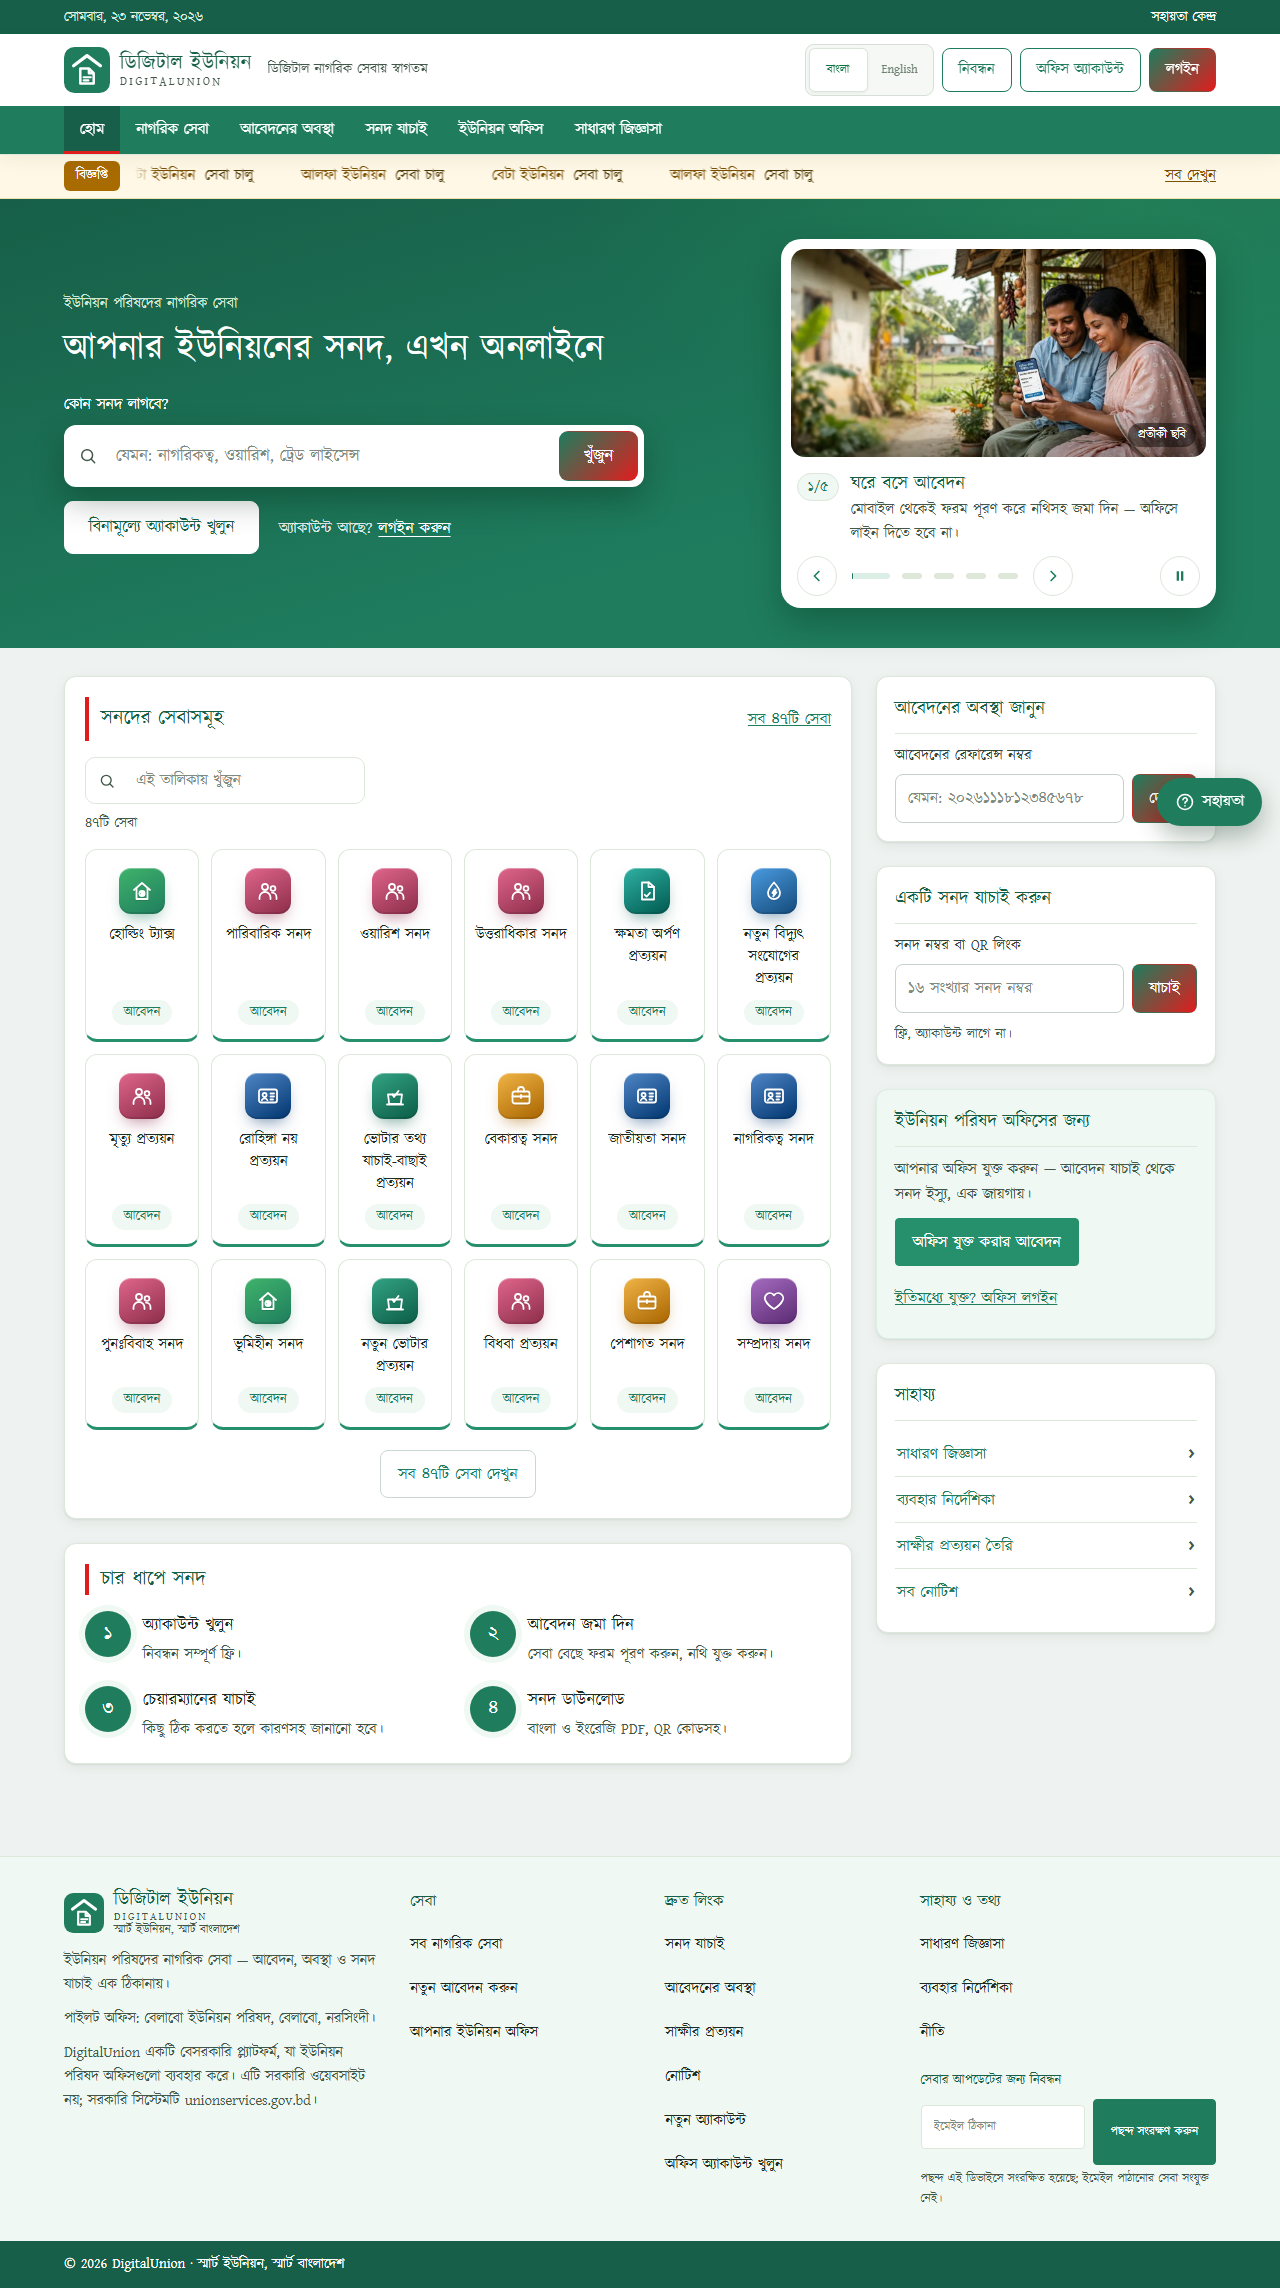 সোমবার, ২৩ নভেম্বর, ২০২৬
সহায়তা কেন্দ্র
ডিজিটাল ইউনিয়ন
DIGITALUNION
ডিজিটাল নাগরিক সেবায় স্বাগতম
বাংলা
English
নিবন্ধন
অফিস অ্যাকাউন্ট
লগইন
হোম
নাগরিক সেবা
আবেদনের অবস্থা
সনদ যাচাই
ইউনিয়ন অফিস
সাধারণ জিজ্ঞাসা
বিজ্ঞপ্তি
ইউনিয়ন সেবা চালু
আলফা ইউনিয়ন সেবা চালু
বেটা ইউনিয়ন সেবা চালু
আলফা ইউনিয়ন সেবা চালু
সব দেখুন
ইউনিয়ন পরিষদের নাগরিক সেবা
আপনার ইউনিয়নের সনদ, এখন অনলাইনে
কোন সনদ লাগবে?
যেমন: নাগরিকত্ব, ওয়ারিশ, ট্রেড লাইসেন্স
খুঁজুন
বিনামূল্যে অ্যাকাউন্ট খুলুন
অ্যাকাউন্ট আছে? লগইন করুন
প্রতীকী ছবি
১/৫
ঘরে বসে আবেদন
মোবাইল থেকেই ফরম পূরণ করে নথিসহ জমা দিন — অফিসে
লাইন দিতে হবে না।
সনদের সেবাসমূহ
সব ৪৭টি সেবা
এই তালিকায় খুঁজুন
৪৭টি সেবা
হোল্ডিং ট্যাক্স
পারিবারিক সনদ
ওয়ারিশ সনদ
উত্তরাধিকার সনদ
ক্ষমতা অর্পণ
প্রত্যয়ন
নতুন বিদ্যুৎ
সংযোগের
প্রত্যয়ন
আবেদন
আবেদন
আবেদন
আবেদন
আবেদন
আবেদন
মৃত্যু প্রত্যয়ন
রোহিঙ্গা নয়
প্রত্যয়ন
ভোটার তথ্য
যাচাই-বাছাই
প্রত্যয়ন
বেকারত্ব সনদ
জাতীয়তা সনদ
নাগরিকত্ব সনদ
আবেদন
আবেদন
আবেদন
আবেদন
আবেদন
আবেদন
পুনঃবিবাহ সনদ
ভূমিহীন সনদ
নতুন ভোটার
প্রত্যয়ন
বিধবা প্রত্যয়ন
পেশাগত সনদ
সম্প্রদায় সনদ
আবেদন
আবেদন
আবেদন
আবেদন
আবেদন
আবেদন
সব ৪৭টি সেবা দেখুন
আবেদনের অবস্থা জানুন
আবেদনের রেফারেন্স নম্বর
যেমন: ২০২৬১১১৮১২৩৪৫৬৭৮
সহায়তা
একটি সনদ যাচাই করুন
সনদ নম্বর বা QR লিংক
১৬ সংখ্যার সনদ নম্বর
যাচাই
ফ্রি, অ্যাকাউন্ট লাগে না।
ইউনিয়ন পরিষদ অফিসের জন্য
আপনার অফিস যুক্ত করুন — আবেদন যাচাই থেকে
সনদ ইস্যু, এক জায়গায়।
অফিস যুক্ত করার আবেদন
ইতিমধ্যে যুক্ত? অফিস লগইন
সাহায্য
সাধারণ জিজ্ঞাসা
ব্যবহার নির্দেশিকা
সাক্ষীর প্রত্যয়ন তৈরি
সব নোটিশ
চার ধাপে সনদ
১
অ্যাকাউন্ট খুলুন
নিবন্ধন সম্পূর্ণ ফ্রি।
২
আবেদন জমা দিন
সেবা বেছে ফরম পূরণ করুন, নথি যুক্ত করুন।
৩
চেয়ারম্যানের যাচাই
কিছু ঠিক করতে হলে কারণসহ জানানো হবে।
৪
সনদ ডাউনলোড
বাংলা ও ইংরেজি PDF, QR কোডসহ।
ডিজিটাল ইউনিয়ন
DIGITALUNION
স্মার্ট ইউনিয়ন, স্মার্ট বাংলাদেশ
ইউনিয়ন পরিষদের নাগরিক সেবা — আবেদন, অবস্থা ও সনদ
যাচাই এক ঠিকানায়।
পাইলট অফিস: বেলাবো ইউনিয়ন পরিষদ, বেলাবো, নরসিংদী।
DigitalUnion একটি বেসরকারি প্ল্যাটফর্ম, যা ইউনিয়ন
পরিষদ অফিসগুলো ব্যবহার করে। এটি সরকারি ওয়েবসাইট
নয়; সরকারি সিস্টেমটি unionservices.gov.bd।
সেবা
সব নাগরিক সেবা
নতুন আবেদন করুন
আপনার ইউনিয়ন অফিস
দ্রুত লিংক
সনদ যাচাই
আবেদনের অবস্থা
সাক্ষীর প্রত্যয়ন
নোটিশ
নতুন অ্যাকাউন্ট
অফিস অ্যাকাউন্ট খুলুন
সাহায্য ও তথ্য
সাধারণ জিজ্ঞাসা
ব্যবহার নির্দেশিকা
নীতি
সেবার আপডেটের জন্য নিবন্ধন
ইমেইল ঠিকানা
পছন্দ সংরক্ষণ করুন
পছন্দ এই ডিভাইসে সংরক্ষিত হয়েছে; ইমেইল পাঠানোর সেবা সংযুক্ত
নেই।
© 2026 DigitalUnion · স্মার্ট ইউনিয়ন, স্মার্ট বাংলাদেশ